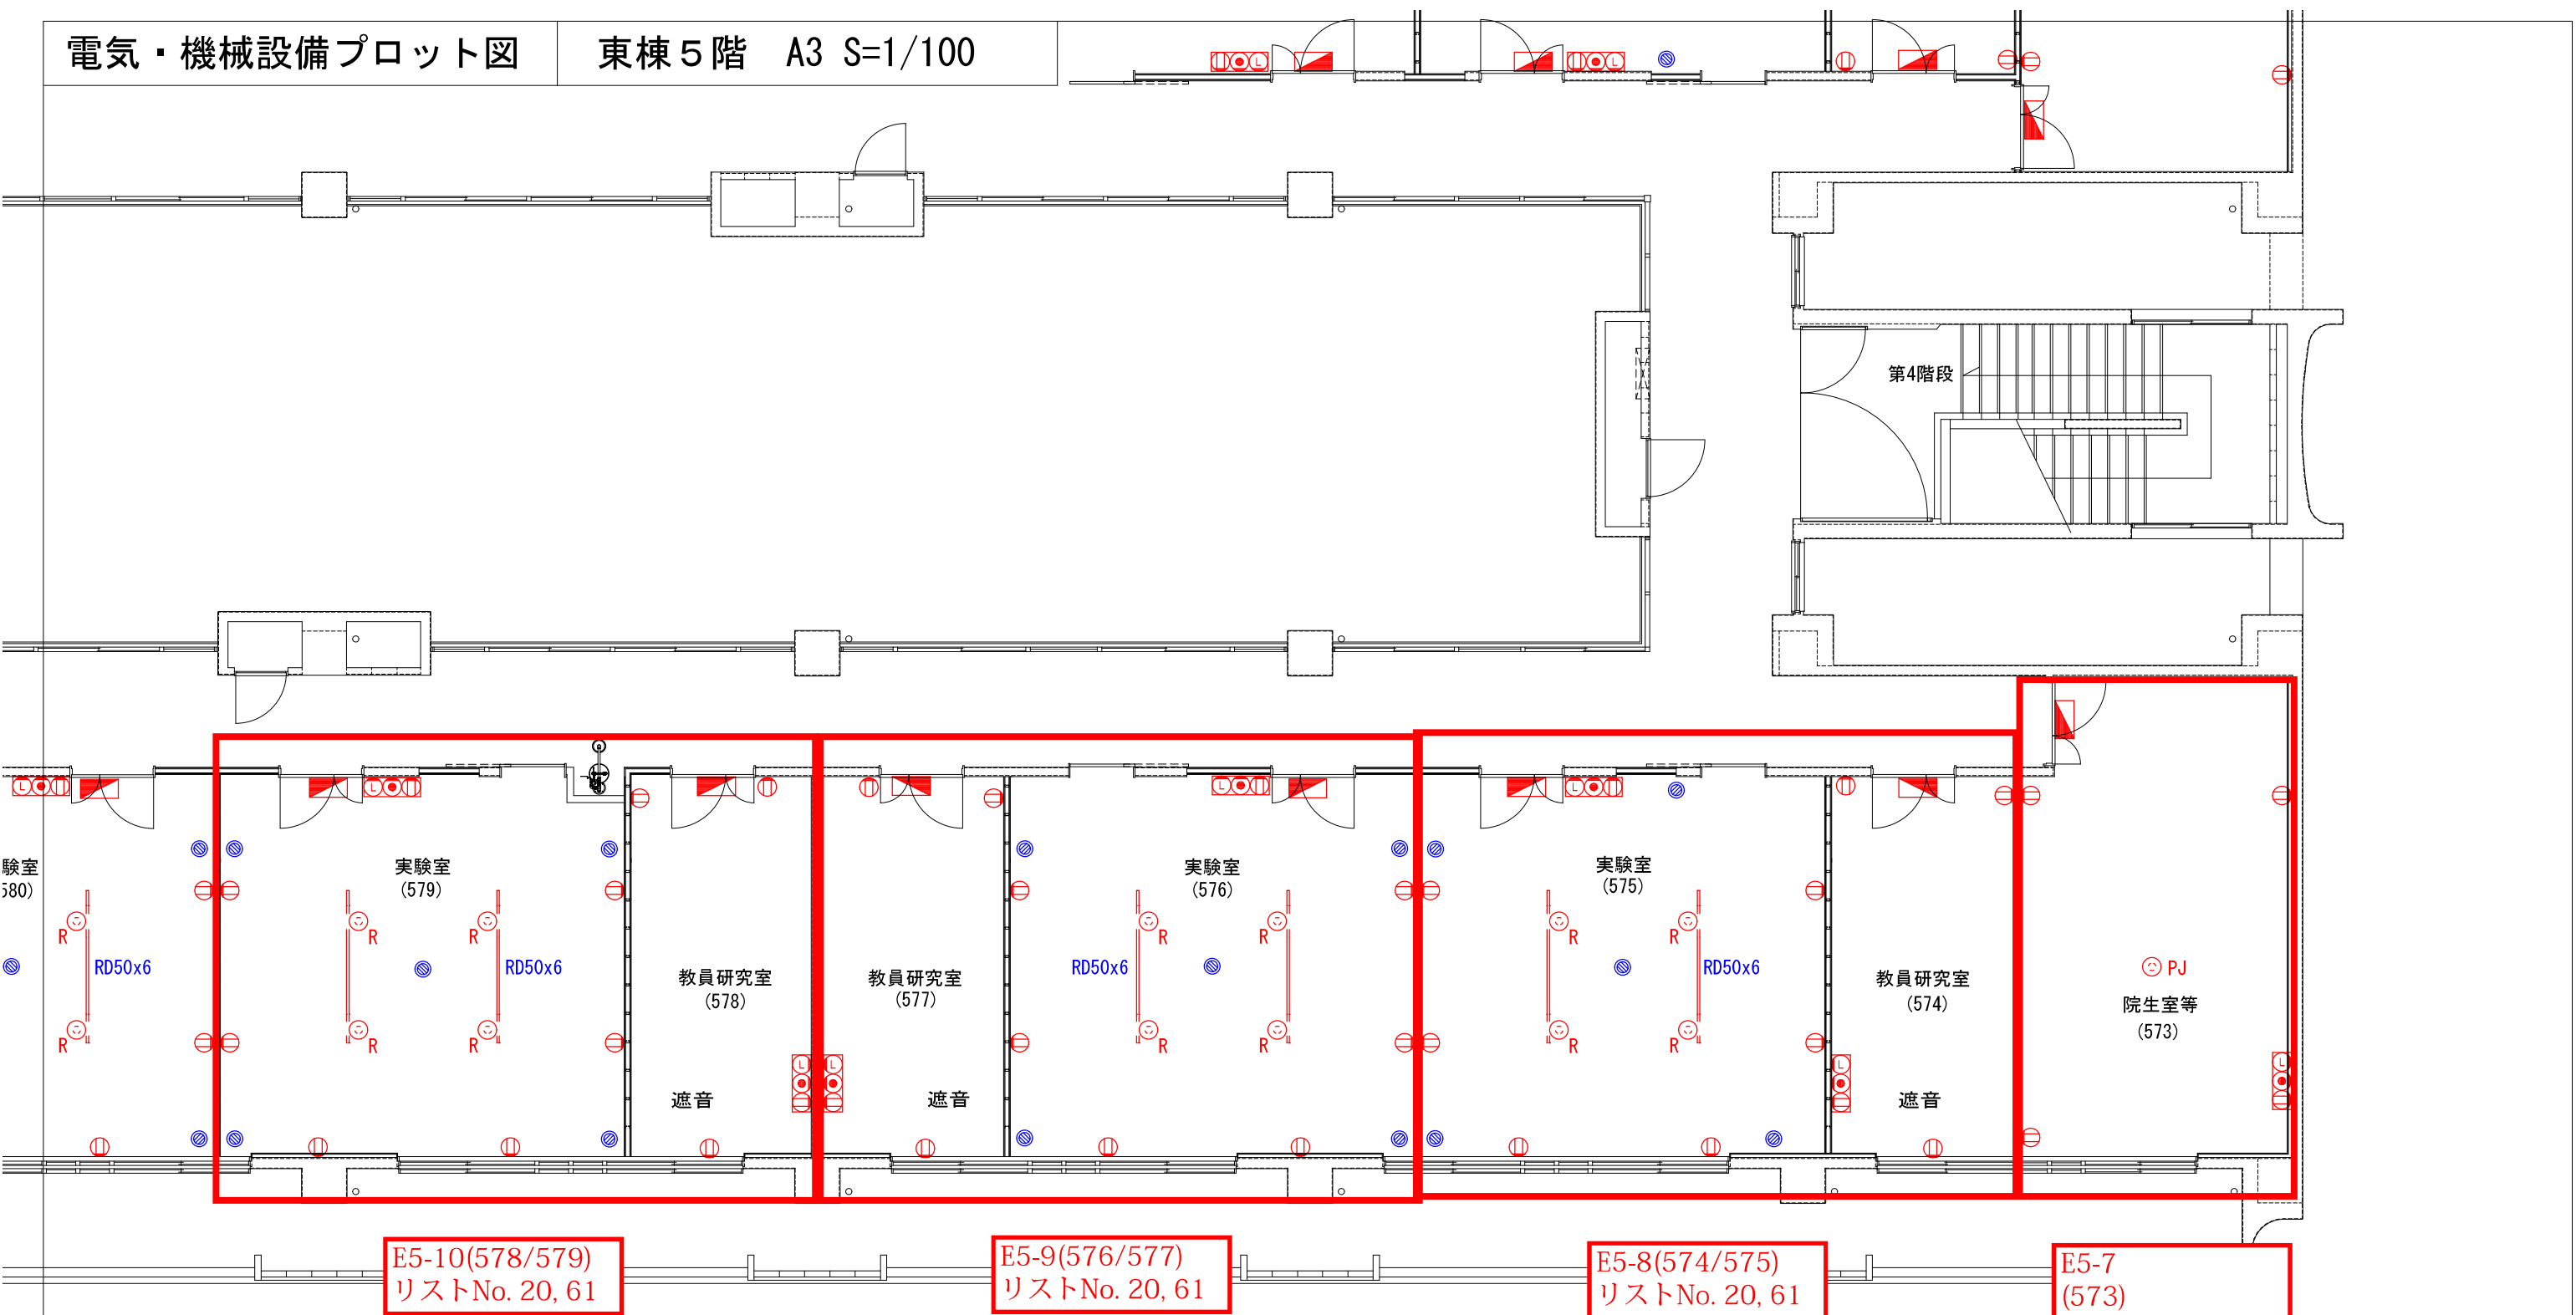 電気・機械設備プロット図 東棟５階 A3 S=1/100
L
L
第4階段
L
L
L
L
験室
580)
実験室
(579)
実験室
(576)
実験室
(575)
R
R
R
R
R
R
R
RD50x6
RD50x6
RD50x6
RD50x6
PJ
教員研究室
(578)
教員研究室
(577)
教員研究室
(574)
院生室等
(573)
R
R
R
R
R
R
R
L
L
L
L
遮音
遮音
遮音
E5-10(578/579)
リストNo. 20, 61
E5-9(576/577)
リストNo. 20, 61
E5-8(574/575)
リストNo. 20, 61
E5-7
(573)